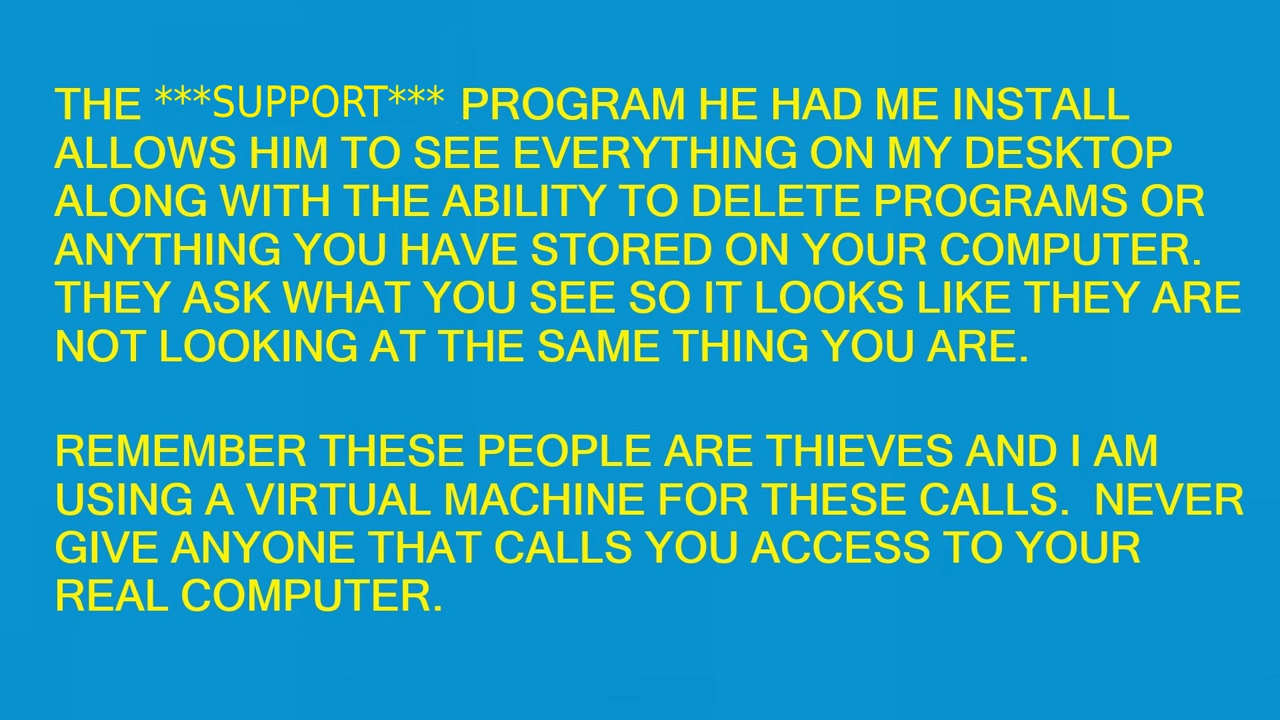 THE ***SUPPORT*** PROGRAM HE HAD ME INSTALL
ALLOWS HIM TO SEE EVERYTHING ON MY DESKTOP
ALONG WITH THE ABILITY TO DELETE PROGRAMS OR
ANYTHING YOU HAVE STORED ON YOUR COMPUTER.
THEY ASK WHAT YOU SEE SO IT LOOKS LIKE THEY ARE
NOT LOOKING AT THE SAME THING YOU ARE.
REMEMBER THESE PEOPLE ARE THIEVES AND I AM
USING A VIRTUAL MACHINE FOR THESE CALLS.  NEVER
GIVE ANYONE THAT CALLS YOU ACCESS TO YOUR
REAL COMPUTER.